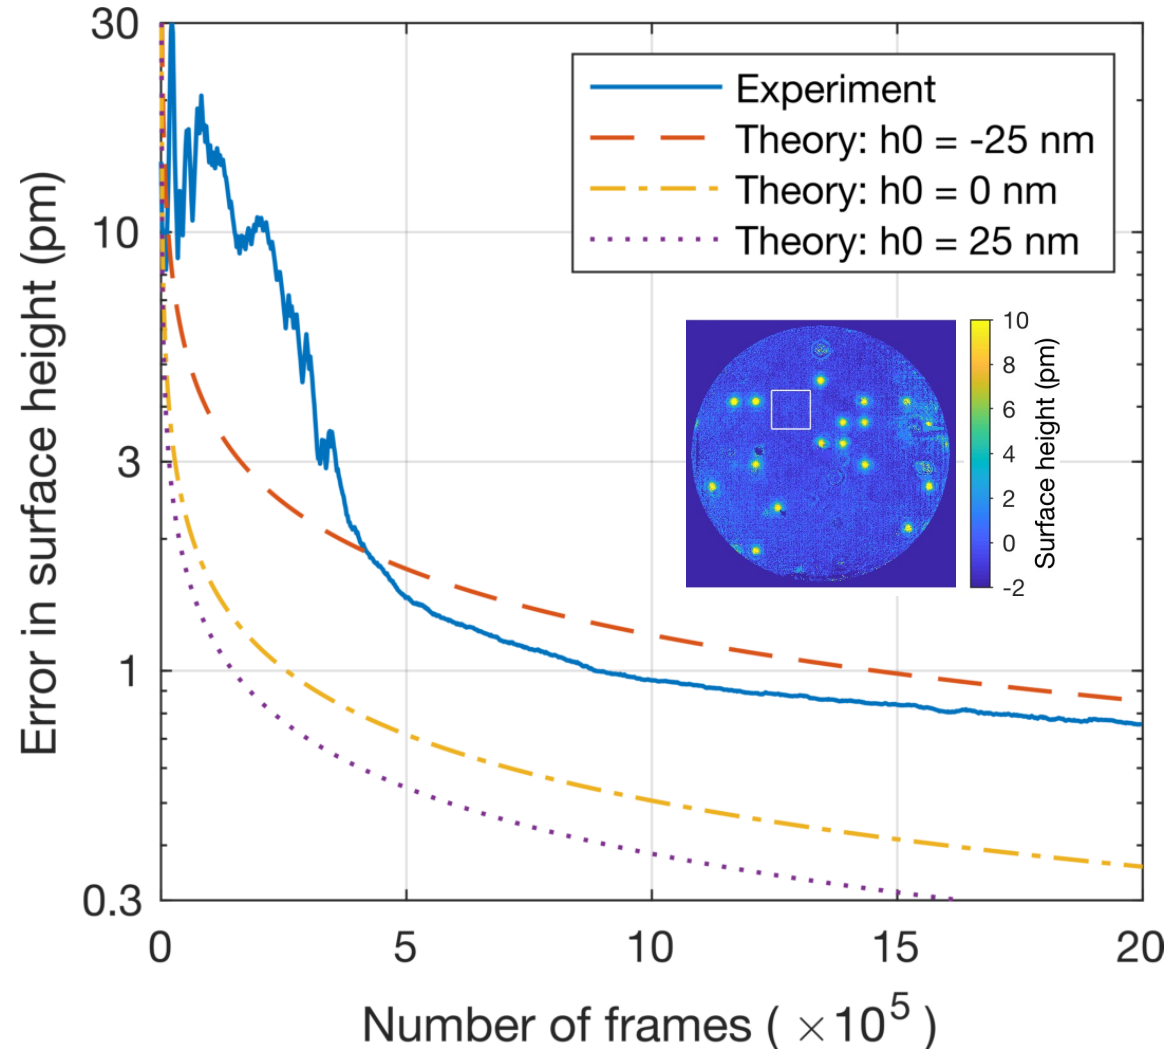 30
10
3
1
0.3
Error in surface height (pm)
Experiment
Theory: h0 = -25 nm
Theory: h0 = 0 nm
Theory: h0 = 25 nm
10
8
6
4
2
0
-2
Surface height (pm)
0 5 10 15 20
Number of frames ( ×10⁵ )